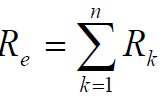 R_e = \sum_{k=1}^{n} R_k